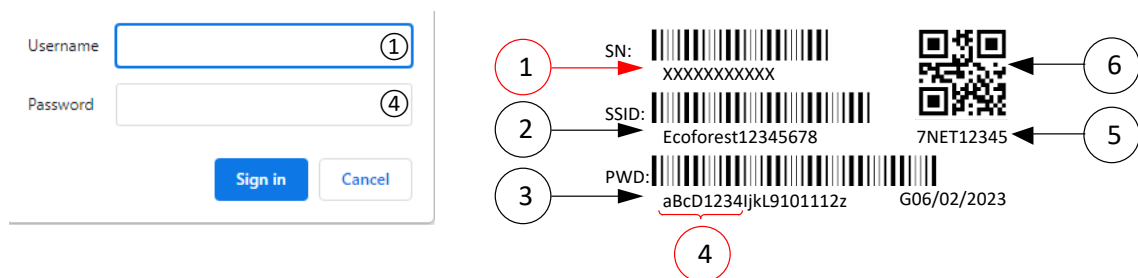 Username
①
Password
④
Sign in
Cancel
1
SN:
XXXXXXXXXXX
2
SSID:
Ecoforest12345678
3
PWD:
aBcD1234IjkL9101112z
4
6
7NET12345
5
G06/02/2023